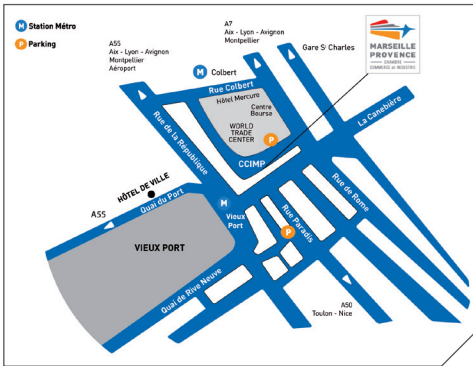 M Station Métro
P Parking
A55
Aix - Lyon - Avignon
Montpellier
Aéroport
A7
Aix - Lyon - Avignon
Montpellier
Gare St Charles
MARSEILLE
PROVENCE
CHAMBRE
COMMERCE et INDUSTRIE
M Colbert
Rue Colbert
Hôtel Mercure
Centre
Bourse
WORLD
TRADE
CENTER
P
CCIMP
La Canebière
Rue de la République
HÔTEL DE VILLE
Quai du Port
A55
M
Vieux
Port
VIEUX PORT
Rue Paradis
P
Rue de Rome
Quai de Rive Neuve
A50
Toulon - Nice